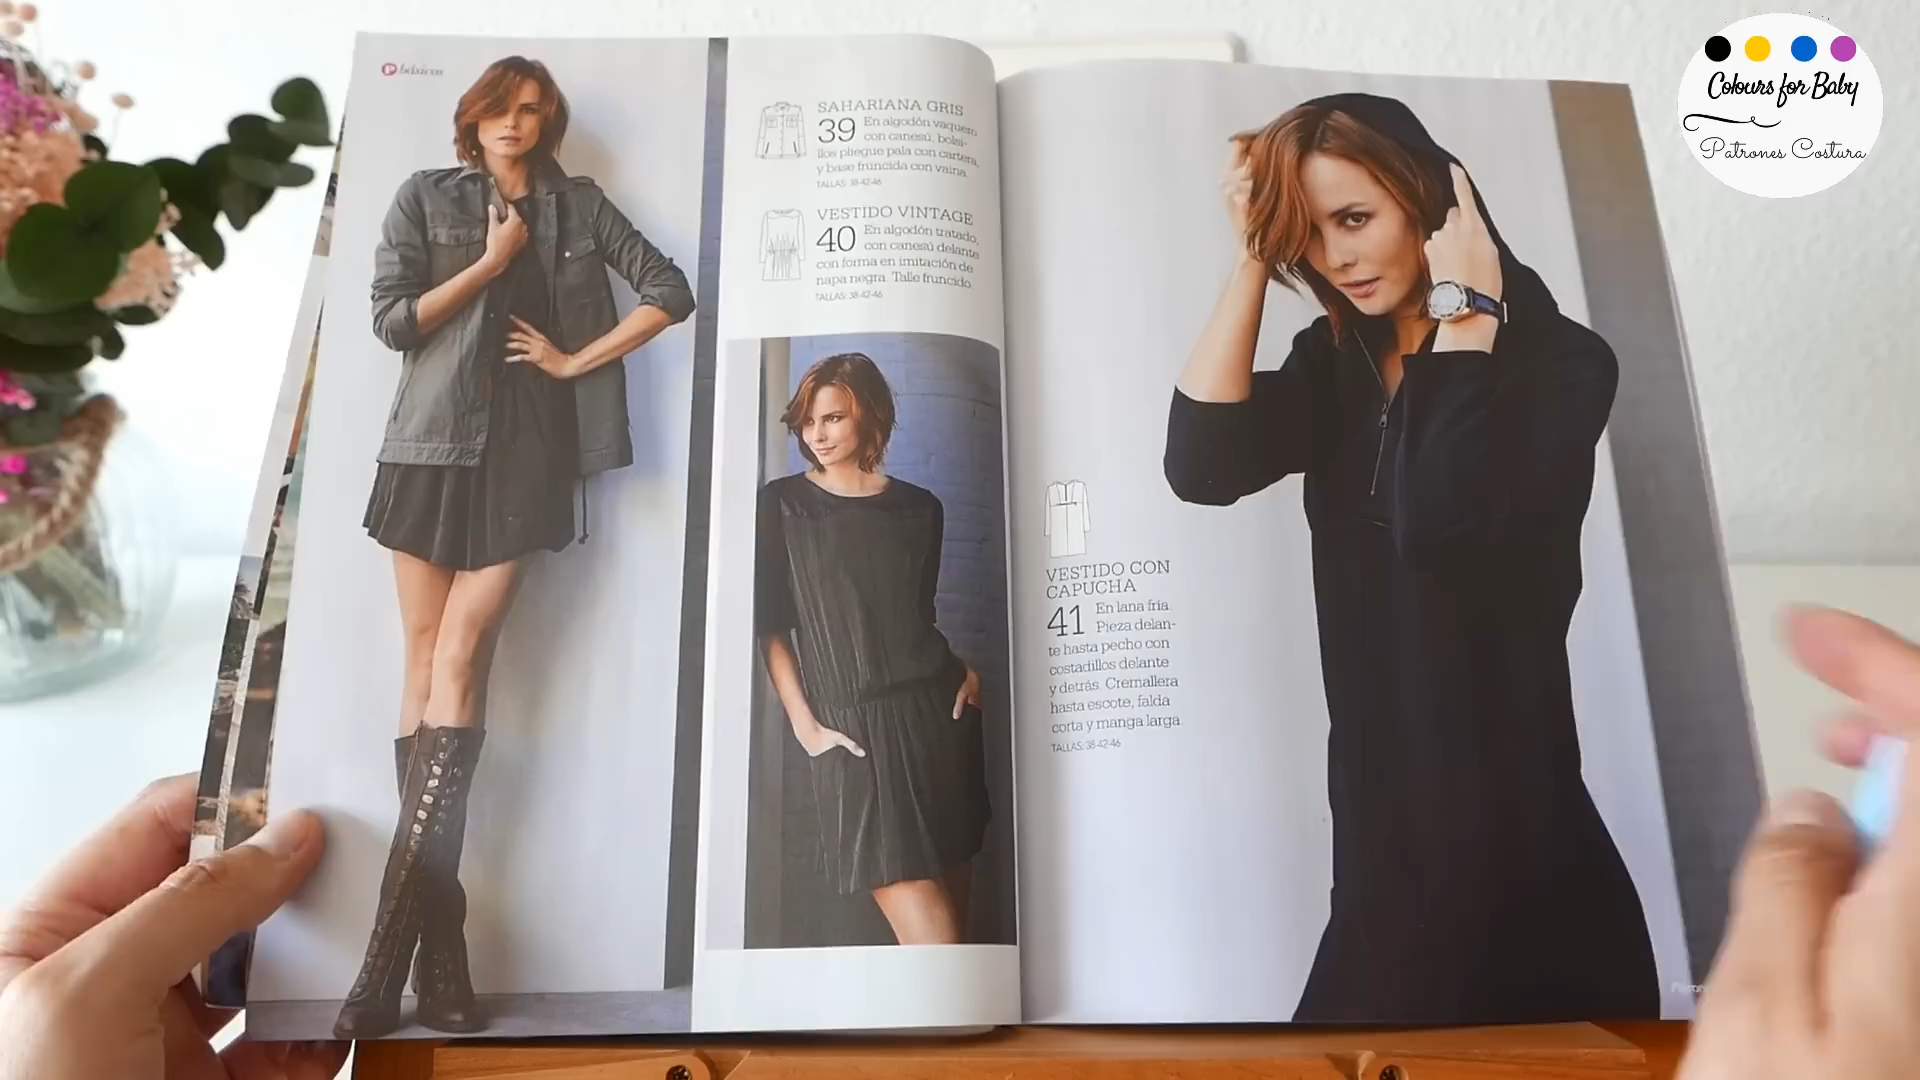 básicos
SAHARIANA GRIS
39 En algodón vaquero
con canesú, bolsi-
llos pliegue pala con cartera,
y base fruncida con vaina.
TALLAS: 38-42-46
VESTIDO VINTAGE
40 En algodón tratado,
con canesú delante
con forma en imitación de
napa negra. Talle fruncido.
TALLAS: 38-42-46
VESTIDO CON
CAPUCHA
41 En lana fría.
Pieza delan-
te hasta pecho con
costadillos delante
y detrás. Cremallera
hasta escote, falda
corta y manga larga.
TALLAS: 38-42-46
Colours for Baby
Patrones Costura